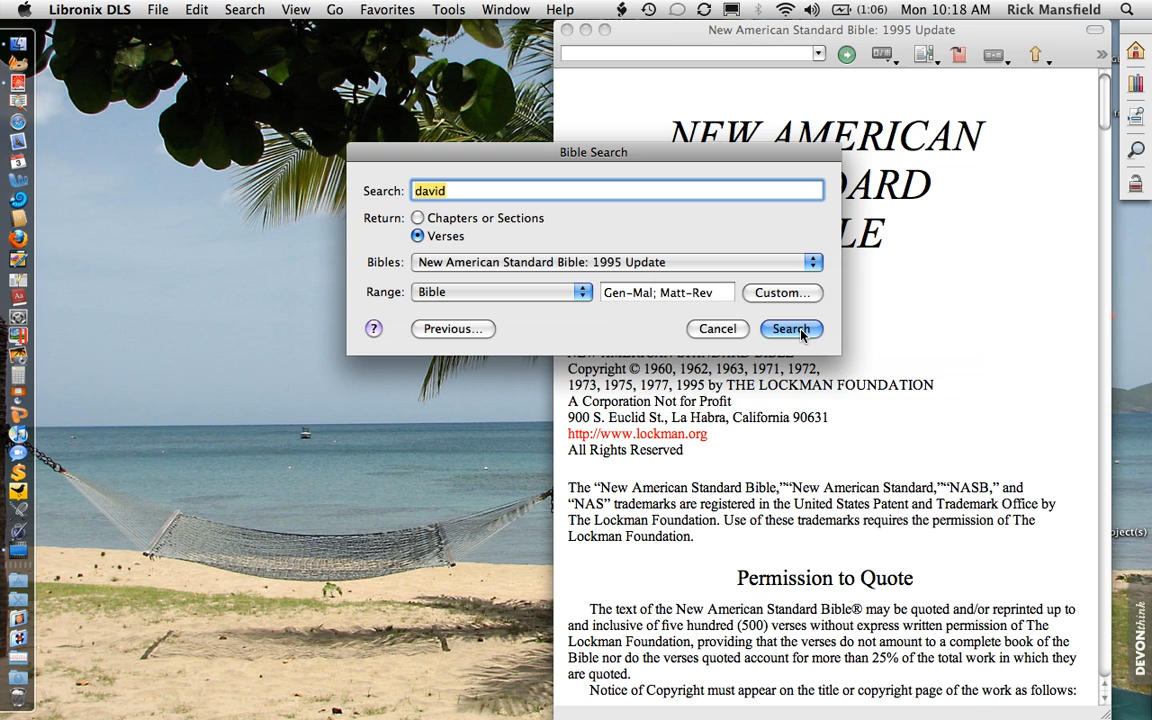 Libronix DLS File Edit Search View Go Favorites Tools Window Help (1:06) Mon 10:18 AM Rick Mansfield
New American Standard Bible: 1995 Update
NEW AMERICAN
Bible Search
Search: david
Return: Chapters or Sections
Verses
Bibles: New American Standard Bible: 1995 Update
Range: Bible Gen-Mal; Matt-Rev Custom...
? Previous... Cancel Search
NEW AMERICAN STANDARD BIBLE
Copyright © 1960, 1962, 1963, 1971, 1972,
1973, 1975, 1977, 1995 by THE LOCKMAN FOUNDATION
A Corporation Not for Profit
900 S. Euclid St., La Habra, California 90631
http://www.lockman.org
All Rights Reserved
The “New American Standard Bible,”“New American Standard,”“NASB,” and
“NAS” trademarks are registered in the United States Patent and Trademark Office by
The Lockman Foundation. Use of these trademarks requires the permission of The
Lockman Foundation.
Permission to Quote
The text of the New American Standard Bible® may be quoted and/or reprinted up to
and inclusive of five hundred (500) verses without express written permission of The
Lockman Foundation, providing that the verses do not amount to a complete book of the
Bible nor do the verses quoted account for more than 25% of the total work in which they
are quoted.
Notice of Copyright must appear on the title or copyright page of the work as follows:
DEVONthink